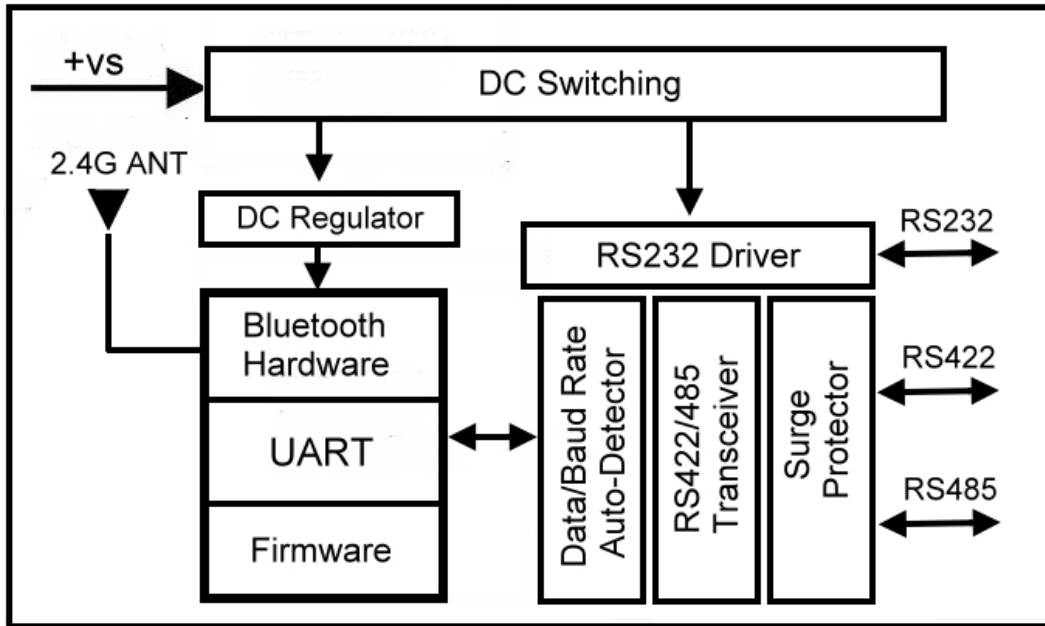 +vs
DC Switching
2.4G ANT
DC Regulator
RS232
RS232 Driver
Bluetooth
Hardware
UART
Firmware
Data/Baud Rate
Auto-Detector
RS422/485
Transceiver
Surge
Protector
RS422
RS485